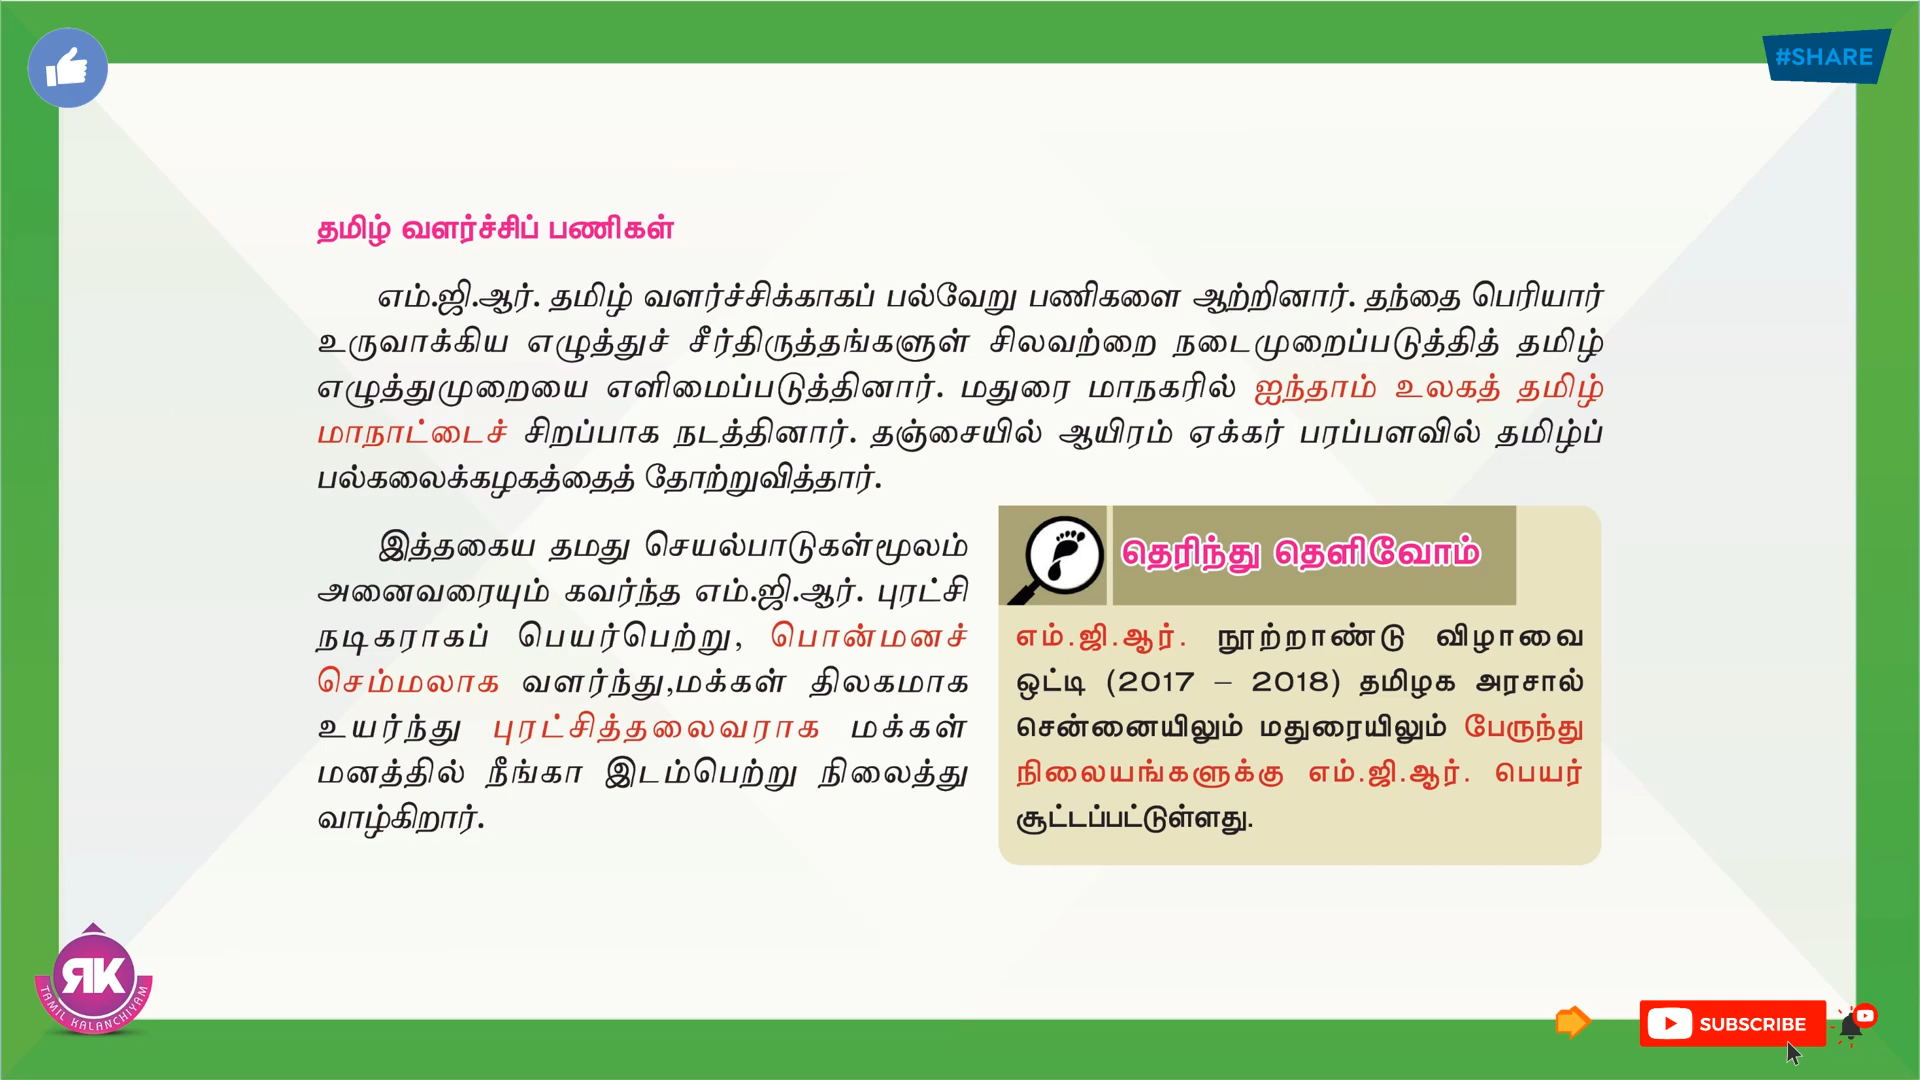 #SHARE
தமிழ் வளர்ச்சிப் பணிகள்
எம்.ஜி.ஆர். தமிழ் வளர்ச்சிக்காகப் பல்வேறு பணிகளை ஆற்றினார். தந்தை பெரியார்
உருவாக்கிய எழுத்துச் சீர்திருத்தங்களுள் சிலவற்றை நடைமுறைப்படுத்தித் தமிழ்
எழுத்துமுறையை எளிமைப்படுத்தினார். மதுரை மாநகரில் ஐந்தாம் உலகத் தமிழ்
மாநாட்டைச் சிறப்பாக நடத்தினார். தஞ்சையில் ஆயிரம் ஏக்கர் பரப்பளவில் தமிழ்ப்
பல்கலைக்கழகத்தைத் தோற்றுவித்தார்.
இத்தகைய தமது செயல்பாடுகள்மூலம்
அனைவரையும் கவர்ந்த எம்.ஜி.ஆர். புரட்சி
நடிகராகப் பெயர்பெற்று, பொன்மனச்
செம்மலாக வளர்ந்து,மக்கள் திலகமாக
உயர்ந்து புரட்சித்தலைவராக மக்கள்
மனத்தில் நீங்கா இடம்பெற்று நிலைத்து
வாழ்கிறார்.
தெரிந்து தெளிவோம்
எம்.ஜி.ஆர். நூற்றாண்டு விழாவை
ஒட்டி (2017 – 2018) தமிழக அரசால்
சென்னையிலும் மதுரையிலும் பேருந்து
நிலையங்களுக்கு எம்.ஜி.ஆர். பெயர்
சூட்டப்பட்டுள்ளது.
ЯK
TAMIL KALANCHIYAM
SUBSCRIBE